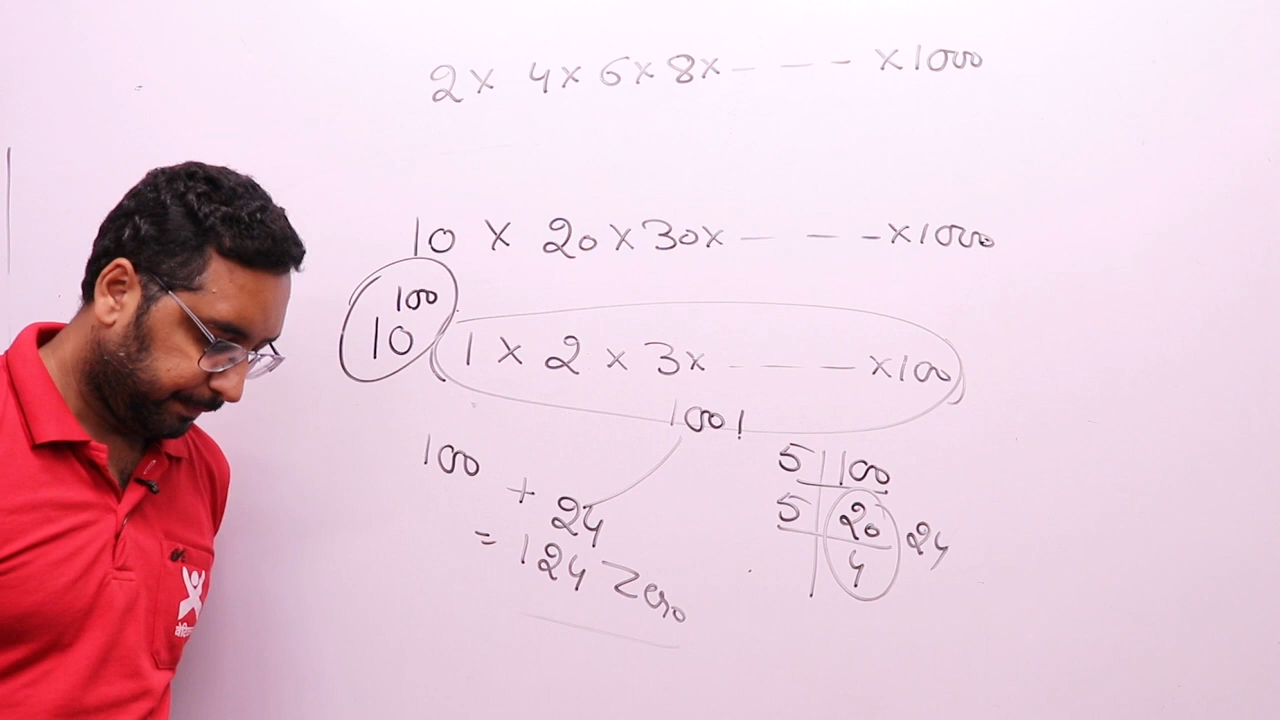 2 × 4 × 6 × 8 × - - - - × 1000
10 × 20 × 30 × - - - - × 1000
10^100 1 × 2 × 3 × - - - - × 100
100!
100 + 24
= 124 Zero
5 | 100
5 | 20
4
24